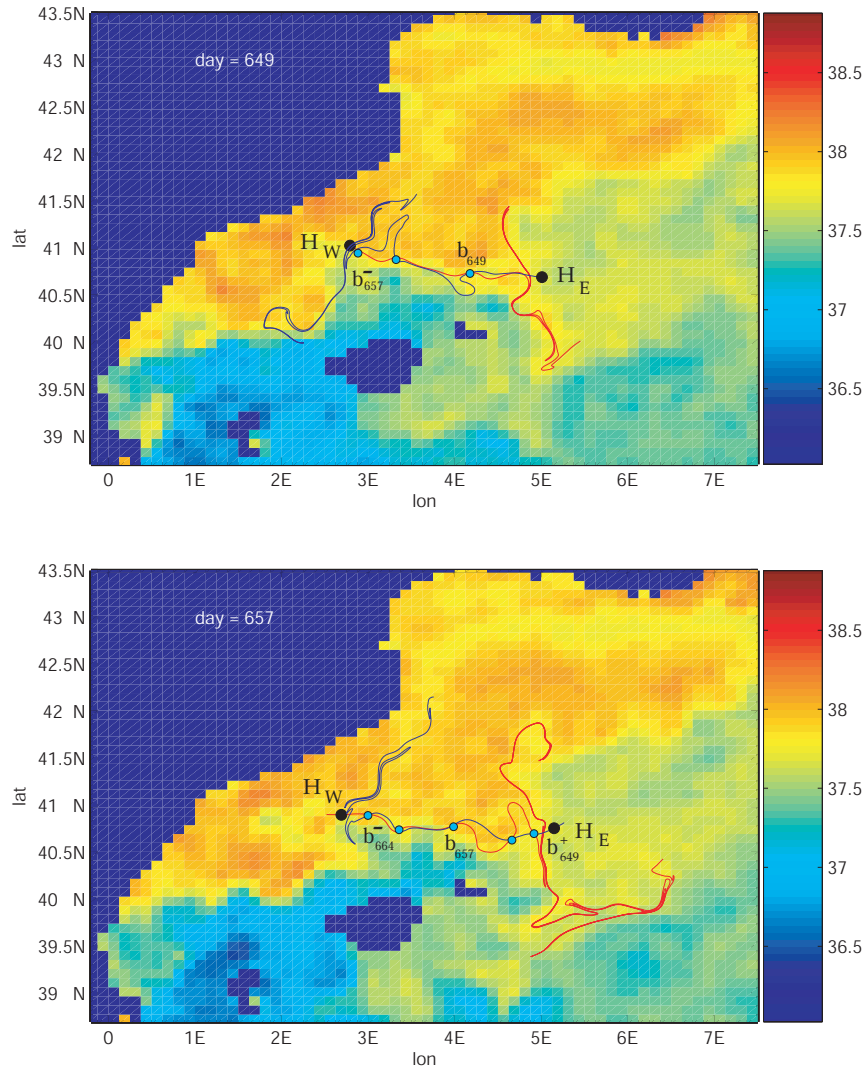 43.5N
43 N
42.5N
42 N
41.5N
41 N
40.5N
40 N
39.5N
39 N
lat
day = 649
H W
b − 657
b 649
H E
0 1E 2E 3E 4E 5E 6E 7E
lon
38.5
38
37.5
37
36.5
43.5N
43 N
42.5N
42 N
41.5N
41 N
40.5N
40 N
39.5N
39 N
lat
day = 657
H W
b − 664
b 657
b + 649
H E
0 1E 2E 3E 4E 5E 6E 7E
lon
38.5
38
37.5
37
36.5